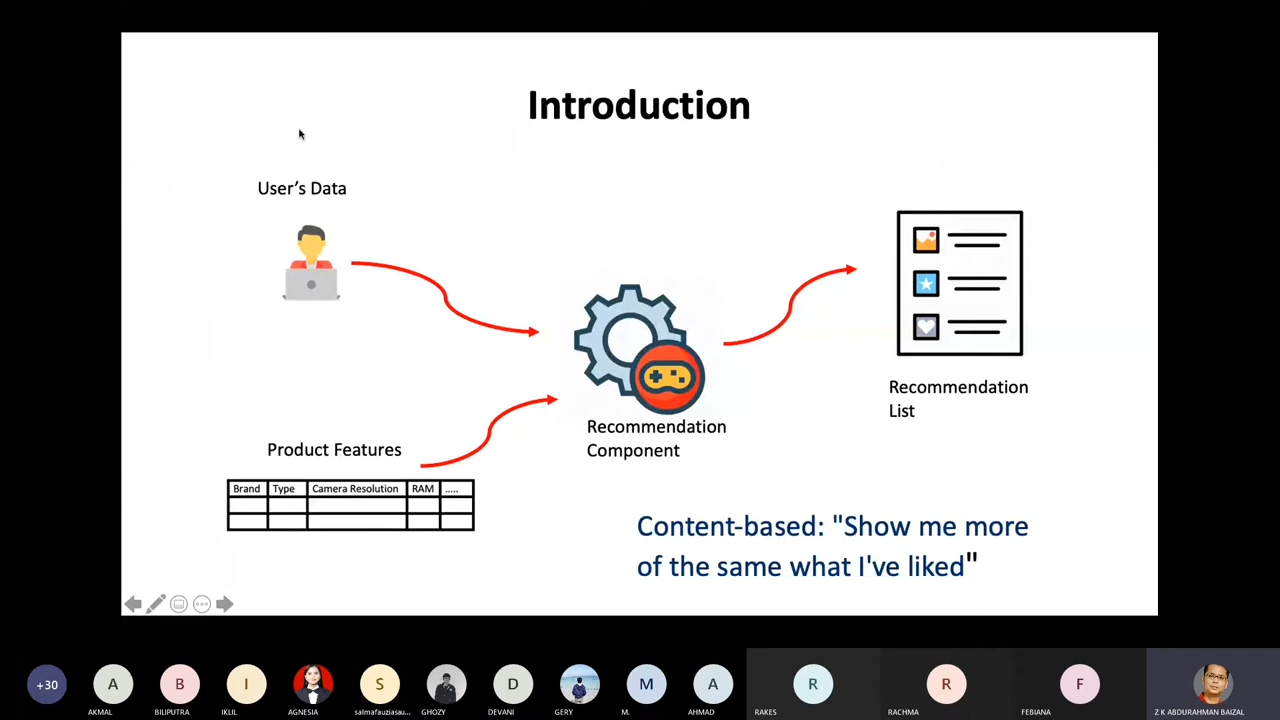 Introduction
User's Data
Recommendation
List
Recommendation
Component
Product Features
Brand Type Camera Resolution RAM .....
Content-based: "Show me more
of the same what I've liked"
+30 A B I S D M A R R F
AKMAL BILIPUTRA IKLIL AGNESIA salmafauziasau... GHOZY DEVANI GERY M. AHMAD RAKES RACHMA FEBIANA Z K ABDURAHMAN BAIZAL